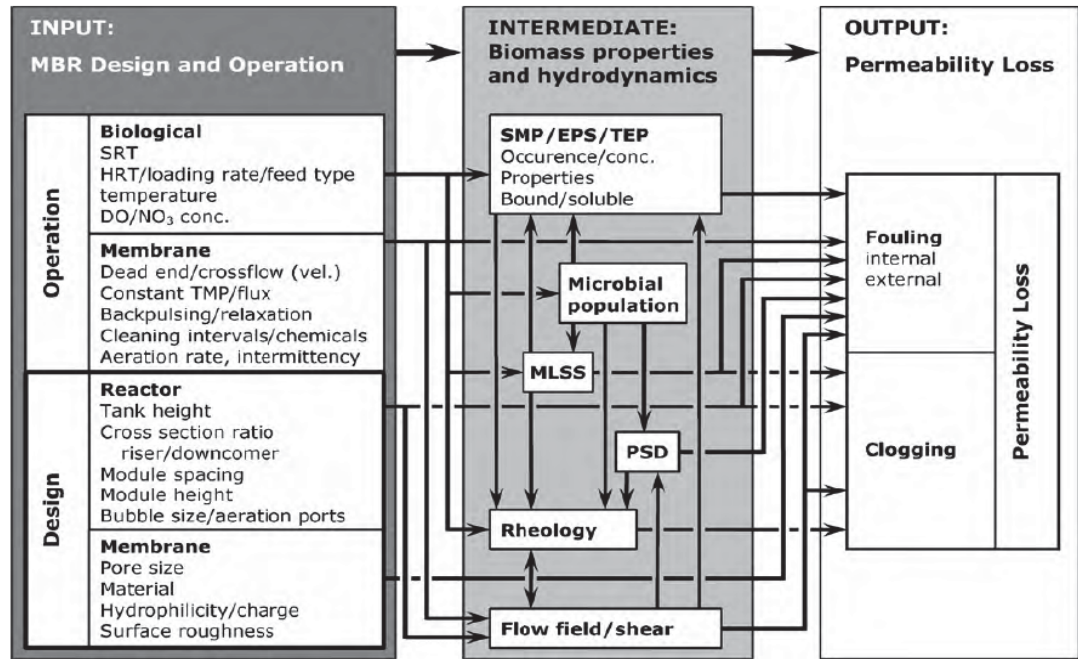 INPUT:
MBR Design and Operation
Operation
Biological
SRT
HRT/loading rate/feed type
temperature
DO/NO₃ conc.
Membrane
Dead end/crossflow (vel.)
Constant TMP/flux
Backpulsing/relaxation
Cleaning intervals/chemicals
Aeration rate, intermittency
Design
Reactor
Tank height
Cross section ratio
riser/downcomer
Module spacing
Module height
Bubble size/aeration ports
Membrane
Pore size
Material
Hydrophilicity/charge
Surface roughness
INTERMEDIATE:
Biomass properties
and hydrodynamics
SMP/EPS/TEP
Occurence/conc.
Properties
Bound/soluble
Microbial
population
MLSS
PSD
Rheology
Flow field/shear
OUTPUT:
Permeability Loss
Fouling
internal
external
Clogging
Permeability Loss